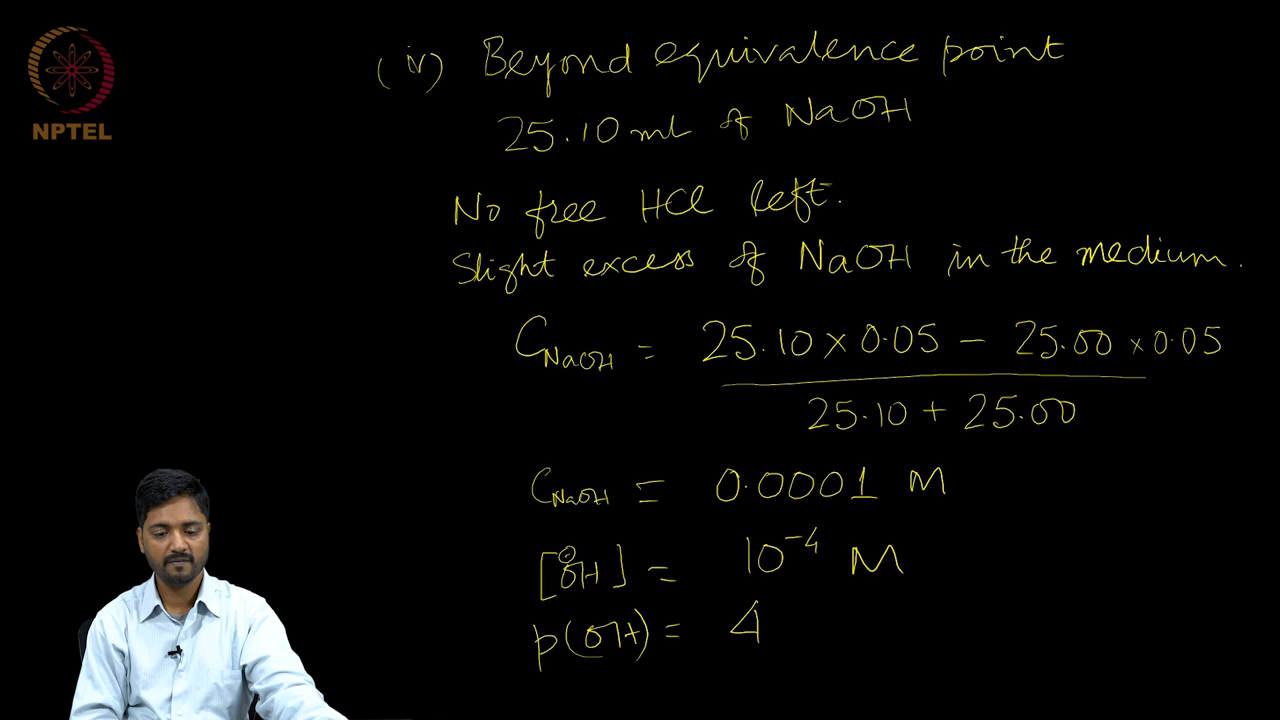 NPTEL
(iv) Beyond equivalence point
25.10 ml of NaOH
No free HCl left.
Slight excess of NaOH in the medium.
C_NaOH = 25.10 × 0.05 − 25.00 × 0.05
25.10 + 25.00
C_NaOH = 0.0001 M
[⊖OH] = 10⁻⁴ M
p(OH) = 4